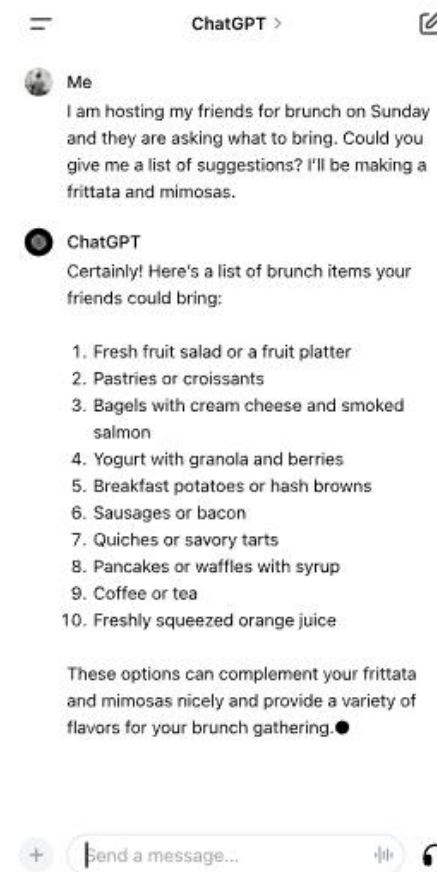 ChatGPT >
Me
I am hosting my friends for brunch on Sunday
and they are asking what to bring. Could you
give me a list of suggestions? I'll be making a
frittata and mimosas.
ChatGPT
Certainly! Here's a list of brunch items your
friends could bring:
1. Fresh fruit salad or a fruit platter
2. Pastries or croissants
3. Bagels with cream cheese and smoked
salmon
4. Yogurt with granola and berries
5. Breakfast potatoes or hash browns
6. Sausages or bacon
7. Quiches or savory tarts
8. Pancakes or waffles with syrup
9. Coffee or tea
10. Freshly squeezed orange juice
These options can complement your frittata
and mimosas nicely and provide a variety of
flavors for your brunch gathering.
Send a message...